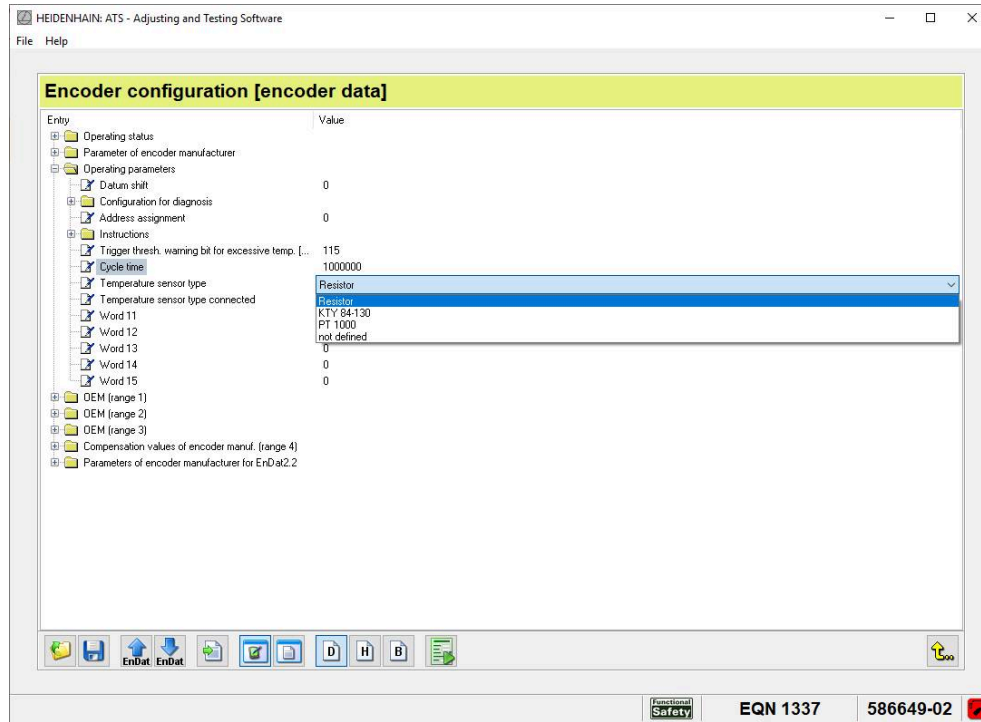 HEIDENHAIN: ATS - Adjusting and Testing Software
File Help
Encoder configuration [encoder data]
Entry Value
Operating status
Parameter of encoder manufacturer
Operating parameters
Datum shift 0
Configuration for diagnosis
Address assignment 0
Instructions
Trigger thresh. warning bit for excessive temp. [... 115
Cycle time 1000000
Temperature sensor type Resistor
Temperature sensor type connected Resistor
Word 11 KTY 84-130
Word 12 PT 1000
not defined
Word 13 0
Word 14 0
Word 15 0
OEM (range 1)
OEM (range 2)
OEM (range 3)
Compensation values of encoder manuf. (range 4)
Parameters of encoder manufacturer for EnDat2.2
EnDat EnDat D H B
Functional Safety EQN 1337 586649-02